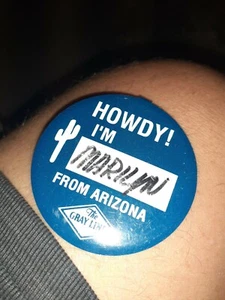 HOWDY!
I'M
MARILYN
FROM ARIZONA
The
GRAY LINE